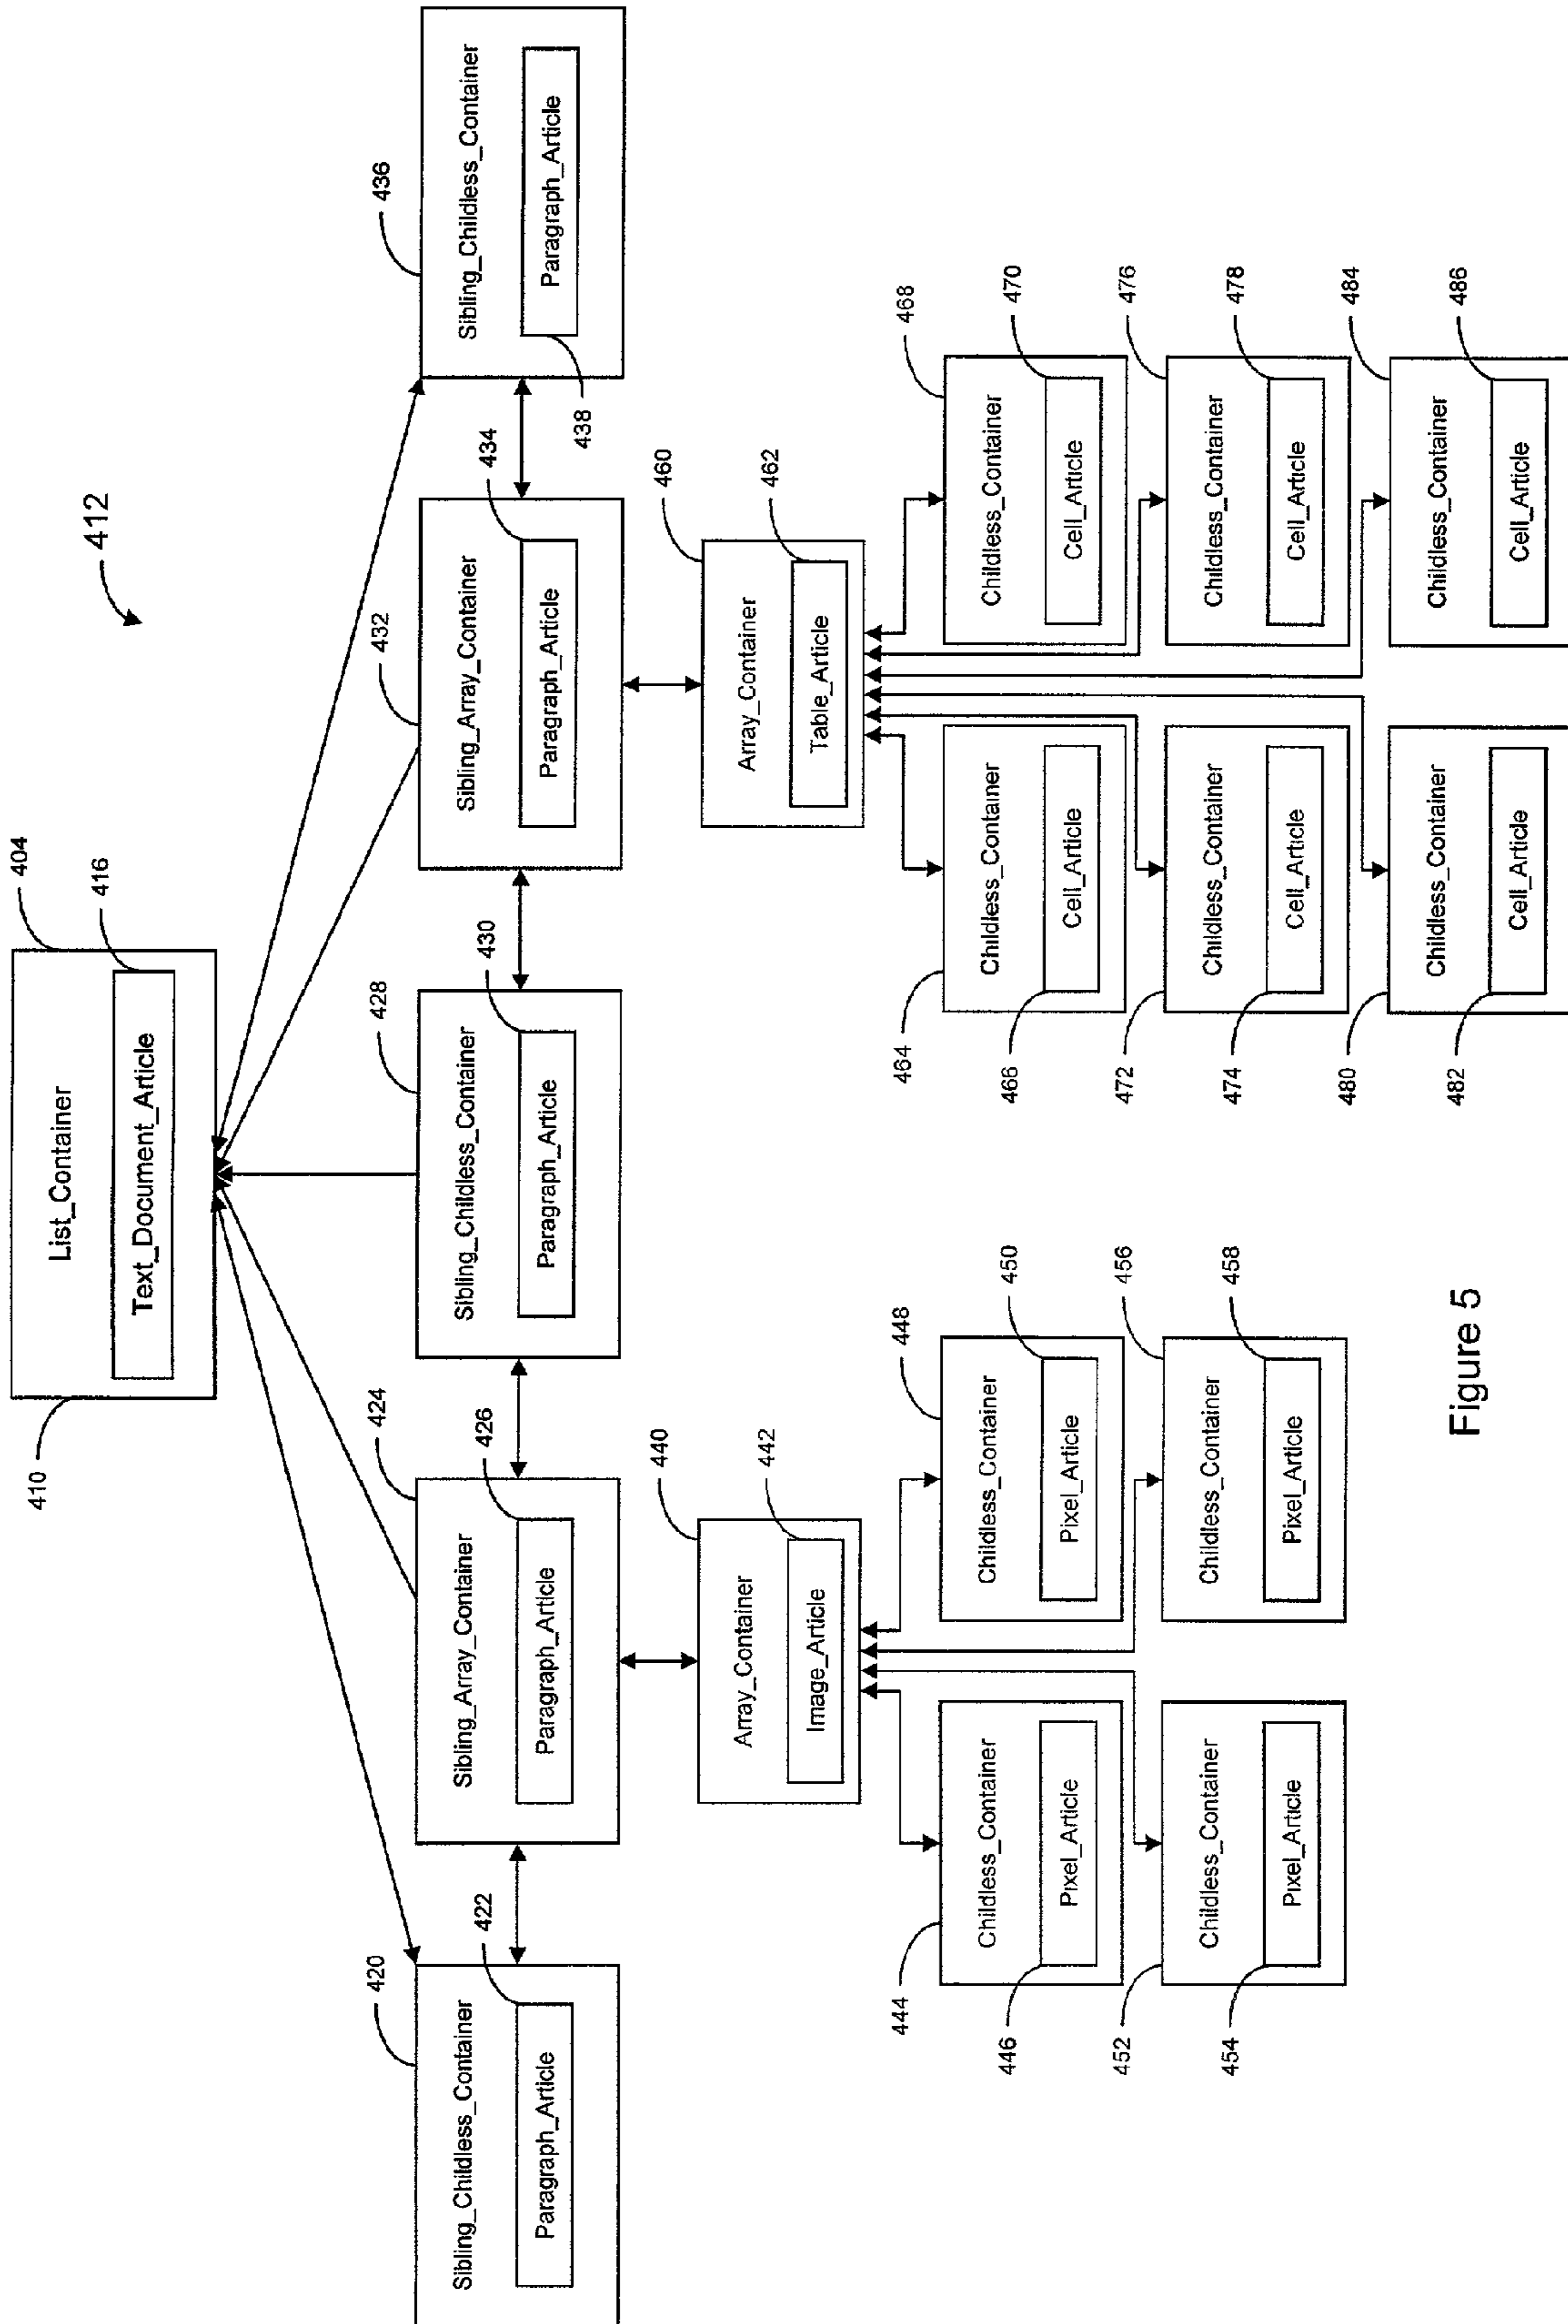 412
404
List_Container
416
Text_Document_Article
410
420
Sibling_Childless_Container
422
Paragraph_Article
424
Sibling_Array_Container
426
Paragraph_Article
428
Sibling_Childless_Container
430
Paragraph_Article
432
Sibling_Array_Container
434
Paragraph_Article
436
Sibling_Childless_Container
Paragraph_Article
438
440
Array_Container
442
Image_Article
460
Array_Container
462
Table_Article
444
Childless_Container
446
Pixel_Article
448
Childless_Container
450
Pixel_Article
452
Childless_Container
454
Pixel_Article
456
Childless_Container
458
Pixel_Article
464
Childless_Container
466
Cell_Article
468
Childless_Container
470
Cell_Article
472
Childless_Container
474
Cell_Article
476
Childless_Container
478
Cell_Article
480
Childless_Container
482
Cell_Article
484
Childless_Container
486
Cell_Article
Figure 5